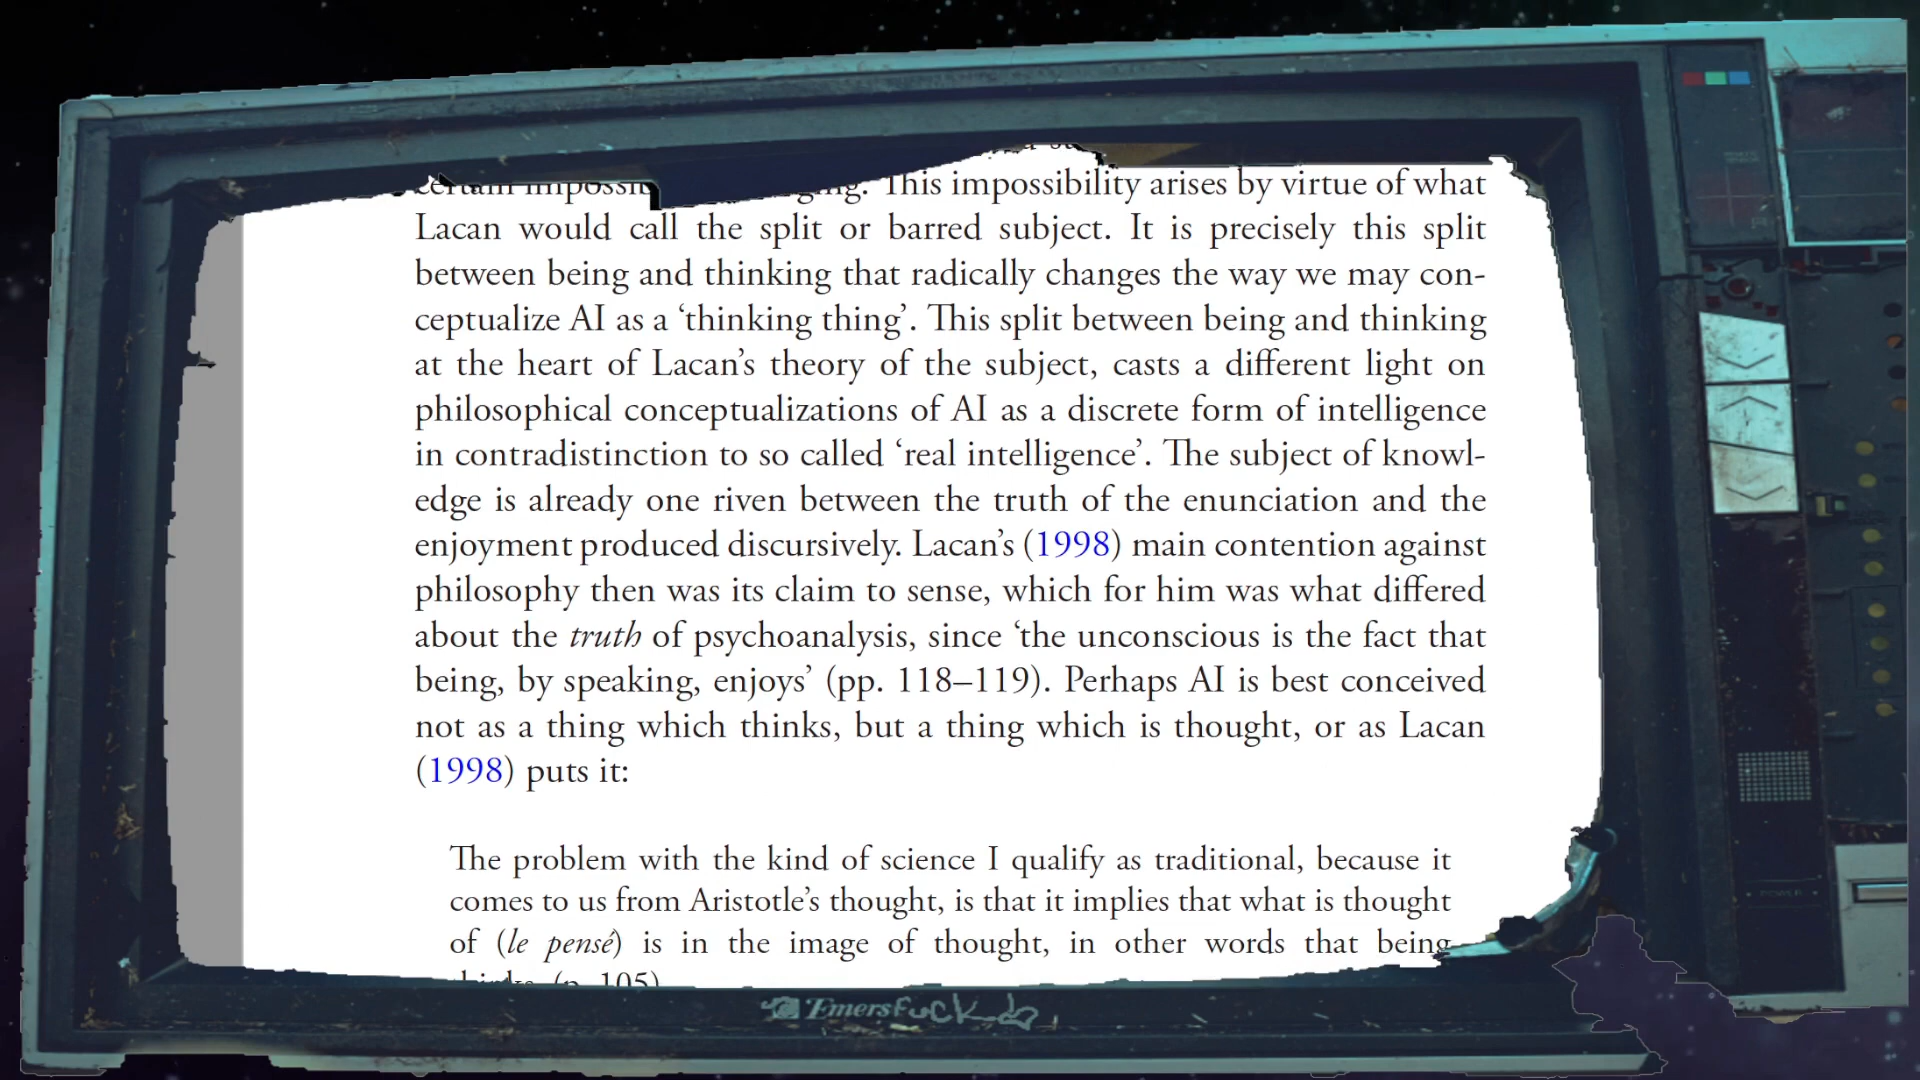 certain This impossibility arises by virtue of what
Lacan would call the split or barred subject. It is precisely this split
between being and thinking that radically changes the way we may con-
ceptualize AI as a ‘thinking thing’. This split between being and thinking
at the heart of Lacan’s theory of the subject, casts a different light on
philosophical conceptualizations of AI as a discrete form of intelligence
in contradistinction to so called ‘real intelligence’. The subject of knowl-
edge is already one riven between the truth of the enunciation and the
enjoyment produced discursively. Lacan’s (1998) main contention against
philosophy then was its claim to sense, which for him was what differed
about the truth of psychoanalysis, since ‘the unconscious is the fact that
being, by speaking, enjoys’ (pp. 118–119). Perhaps AI is best conceived
not as a thing which thinks, but a thing which is thought, or as Lacan
(1998) puts it:
The problem with the kind of science I qualify as traditional, because it
comes to us from Aristotle’s thought, is that it implies that what is thought
of (le pensé) is in the image of thought, in other words that being
thinks (p. 105)
EmersFuck
POWER